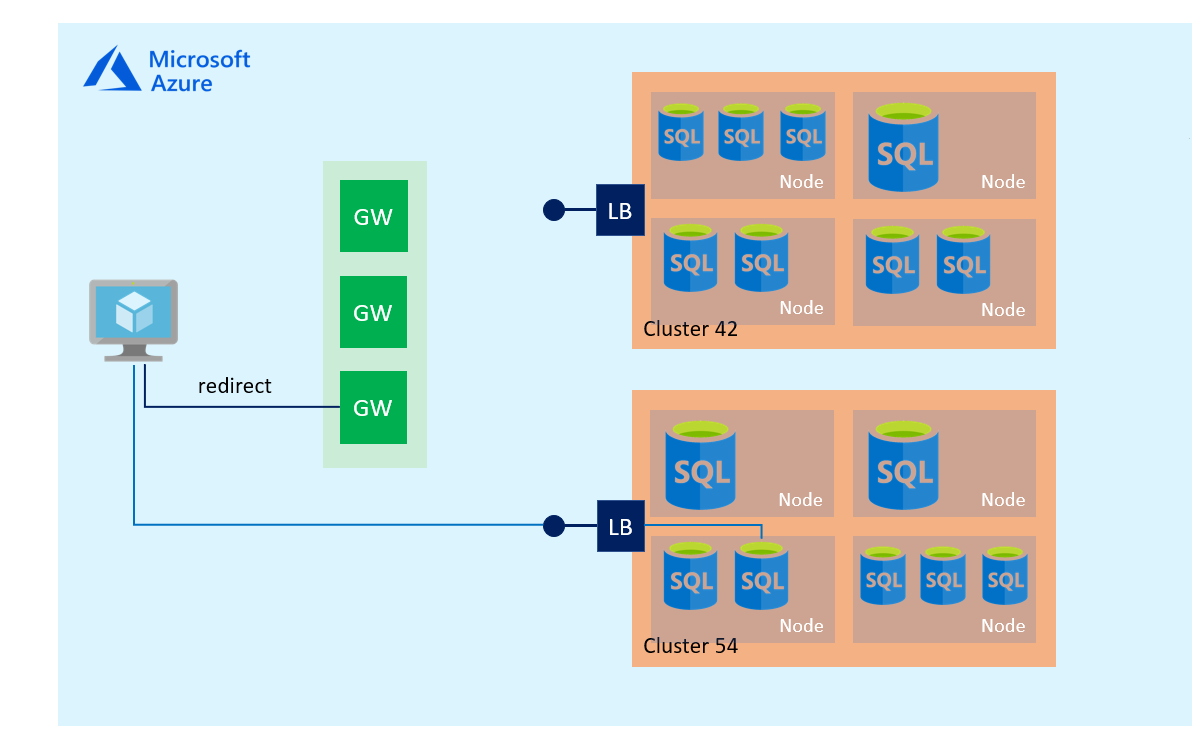 Microsoft
Azure
GW
GW
GW
redirect
LB
SQL
SQL
SQL
Node
SQL
Node
SQL
SQL
Node
SQL
SQL
Node
Cluster 42
LB
SQL
Node
SQL
Node
SQL
SQL
Node
SQL
SQL
SQL
Node
Cluster 54